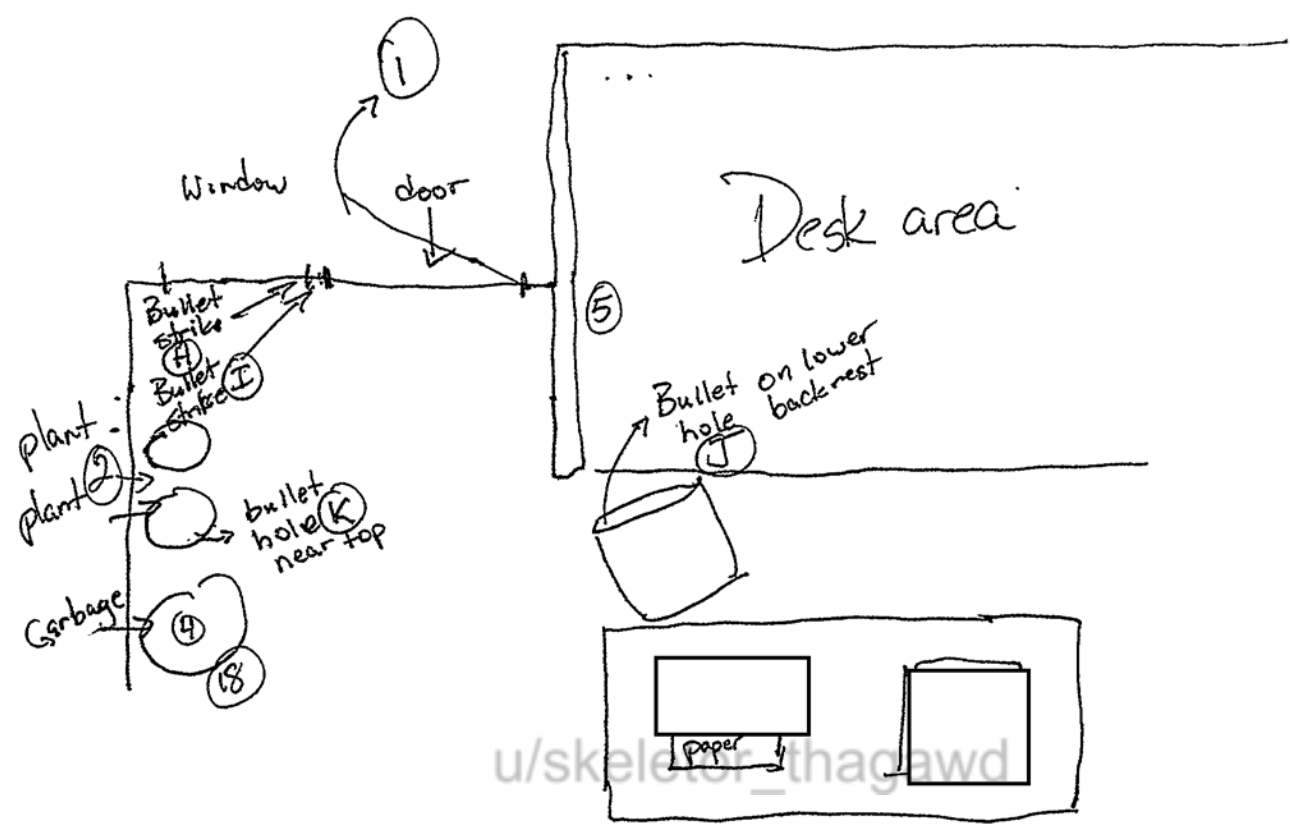 1
...
Window
door
Desk area
Bullet
strike
H
Bullet
strike I
5
Bullet on lower
hole backrest
J
plant
2
plant
bullet
hole K
near top
Garbage
4
18
paper
u/skeletor_thagawd